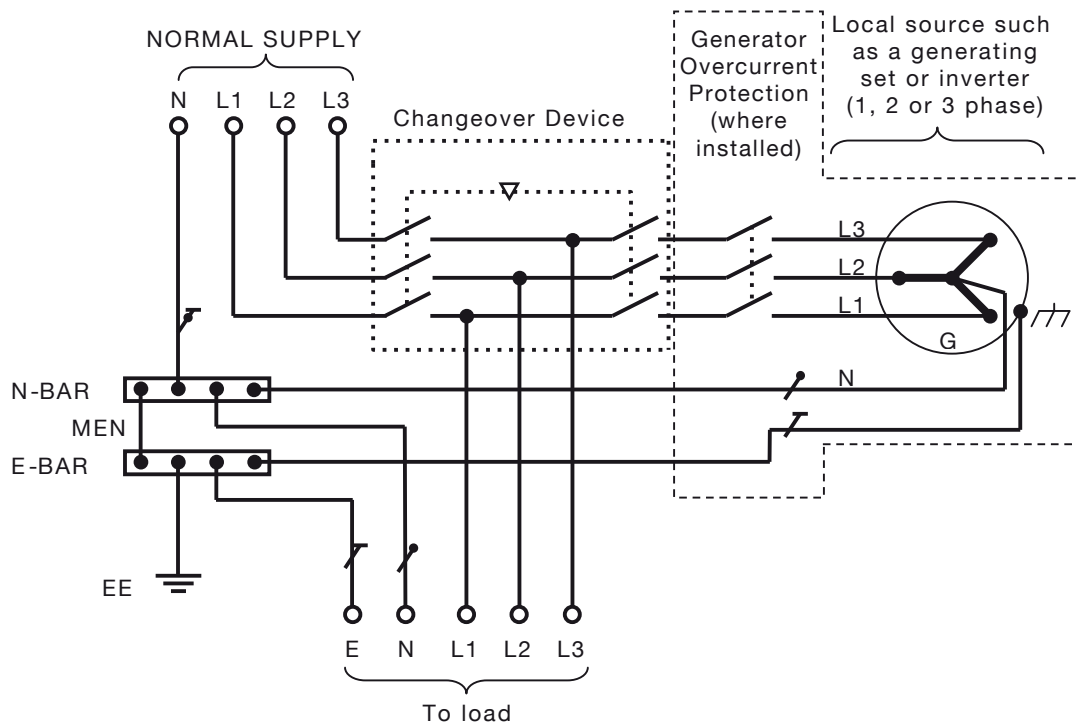 NORMAL SUPPLY
N L1 L2 L3
Changeover Device
Generator
Overcurrent
Protection
(where
installed)
Local source such
as a generating
set or inverter
(1, 2 or 3 phase)
L3
L2
L1
G
N
N-BAR
MEN
E-BAR
EE
E N L1 L2 L3
To load